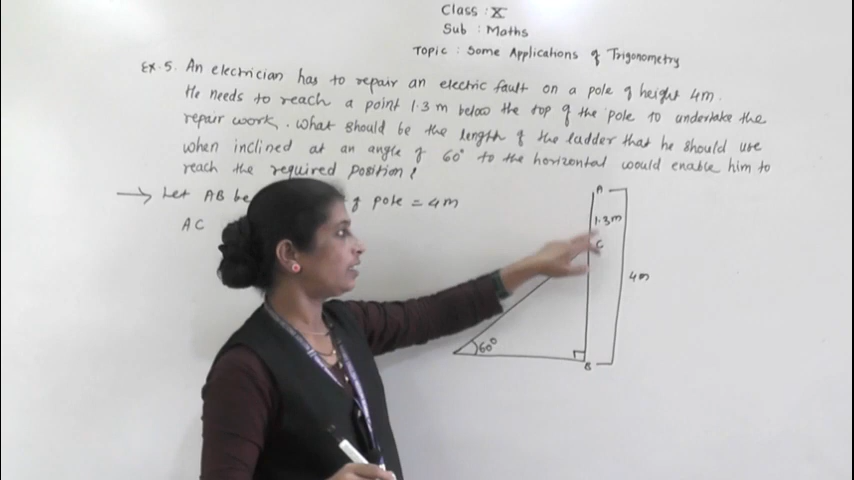 Class : X
Sub : Maths
Topic : Some Applications of Trigonometry
Ex. 5. An electrician has to repair an electric fault on a pole of height 4m.
He needs to reach a point 1.3 m below the top of the pole to undertake the
repair work. What should be the length of the ladder that he should use
when inclined at an angle of 60° to the horizontal would enable him to
reach the required position?
→ Let AB be of pole = 4m
AC
A
1.3m
C
4m
60°
B